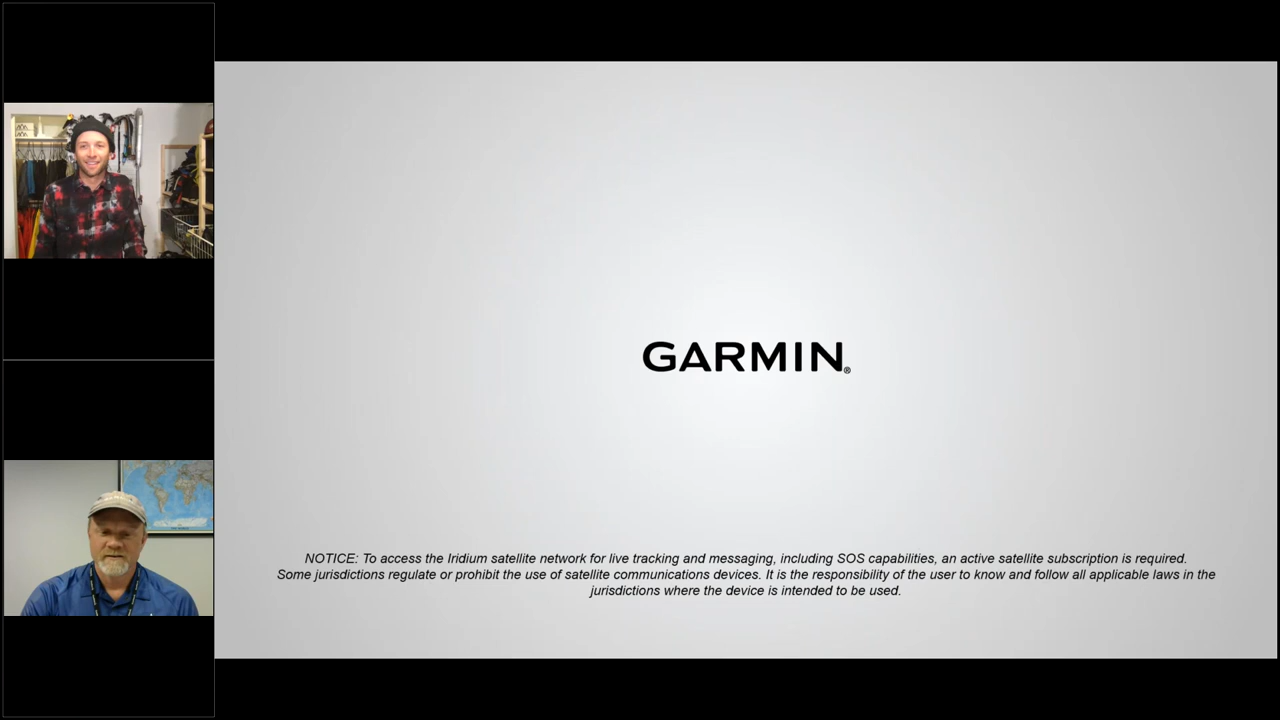 GARMIN®
NOTICE: To access the Iridium satellite network for live tracking and messaging, including SOS capabilities, an active satellite subscription is required.
Some jurisdictions regulate or prohibit the use of satellite communications devices. It is the responsibility of the user to know and follow all applicable laws in the
jurisdictions where the device is intended to be used.